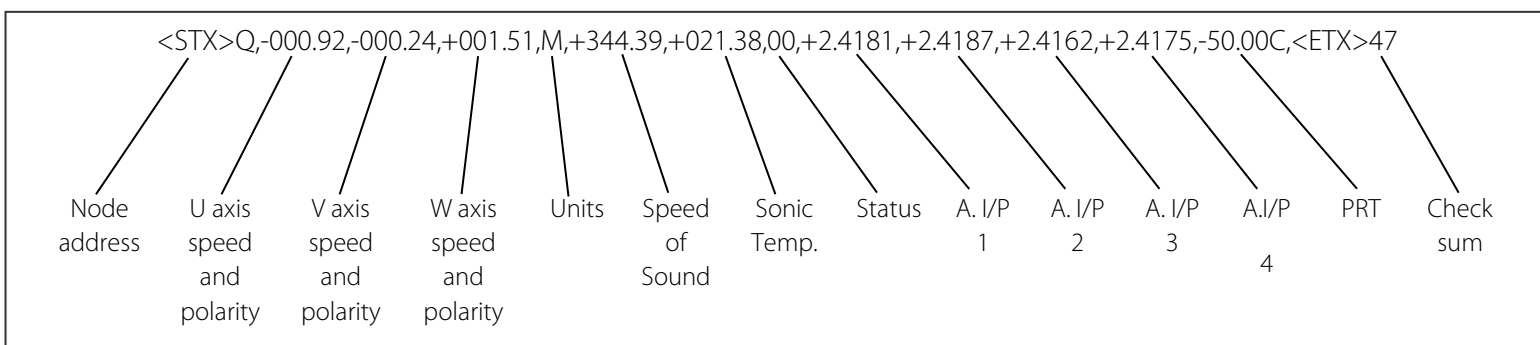 <STX>Q,-000.92,-000.24,+001.51,M,+344.39,+021.38,00,+2.4181,+2.4187,+2.4162,+2.4175,-50.00C,<ETX>47
Node
address
U axis
speed
and
polarity
V axis
speed
and
polarity
W axis
speed
and
polarity
Units
Speed
of
Sound
Sonic
Temp.
Status
A. I/P
1
A. I/P
2
A. I/P
3
A.I/P
4
PRT
Check
sum